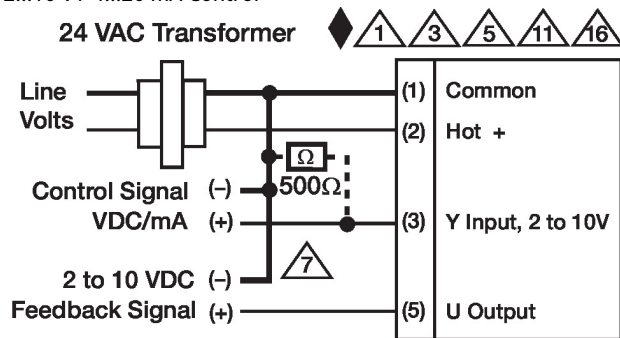 24 VAC Transformer 1 3 5 11 16
Line
Volts
(1) Common
(2) Hot +
Ω
500Ω
Control Signal (–)
VDC/mA (+)
(3) Y Input, 2 to 10V
7
2 to 10 VDC (–)
Feedback Signal (+)
(5) U Output